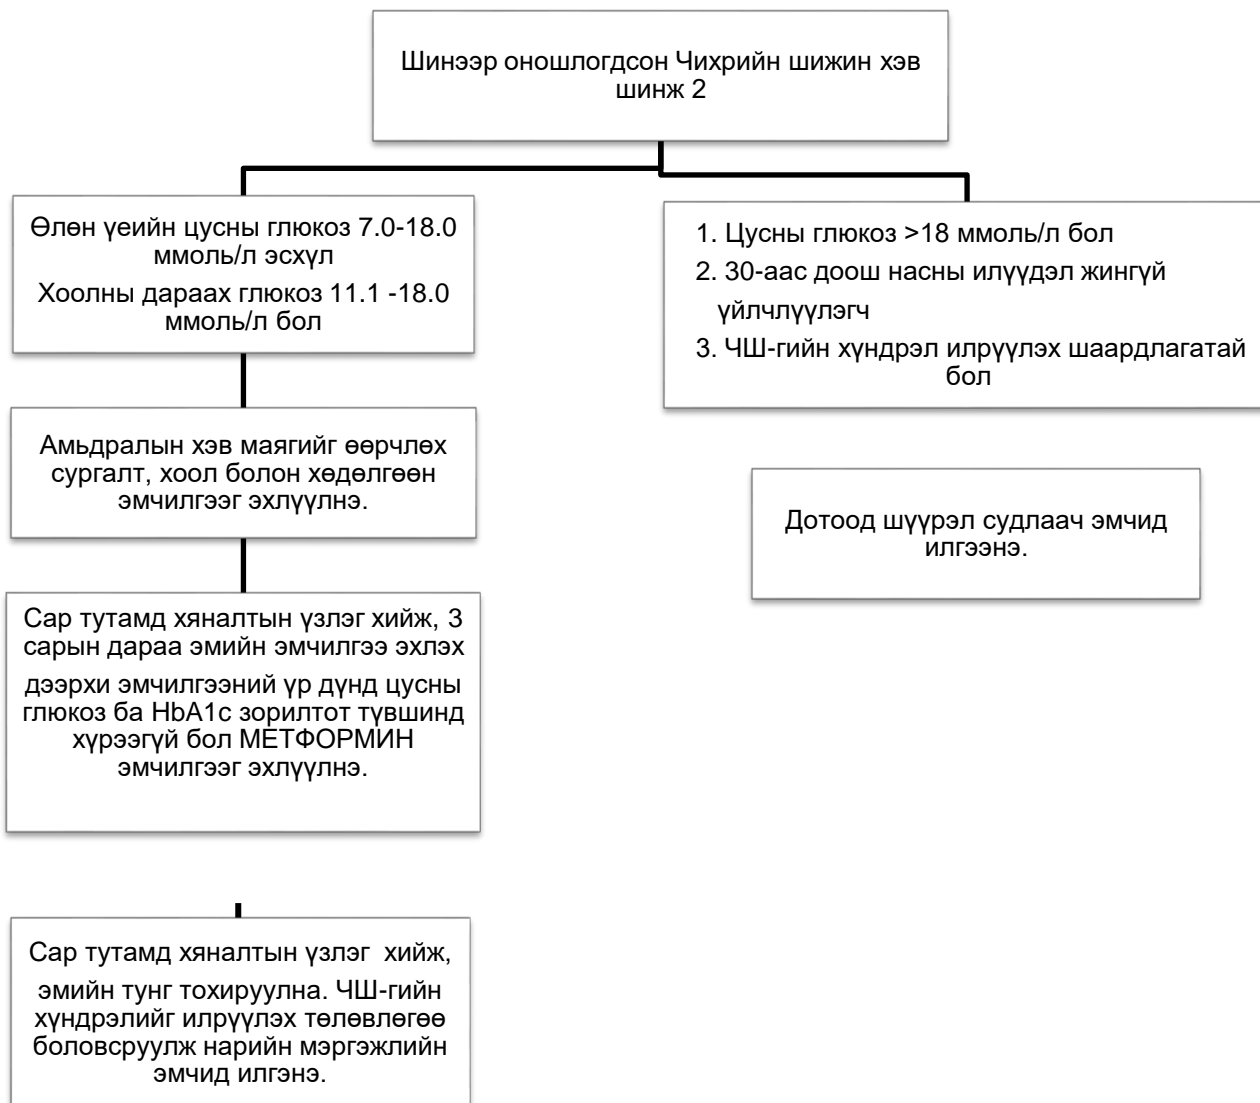 Шинээр оношлогдсон Чихрийн шижин хэв
шинж 2
Өлөн үеийн цусны глюкоз 7.0-18.0
ммоль/л эсхүл
Хоолны дараах глюкоз 11.1 -18.0
ммоль/л бол
Амьдралын хэв маягийг өөрчлөх
сургалт, хоол болон хөдөлгөөн
эмчилгээг эхлүүлнэ.
Сар тутамд хяналтын үзлэг хийж, 3
сарын дараа эмийн эмчилгээ эхлэх
дээрхи эмчилгээний үр дүнд цусны
глюкоз ба HbA1c зорилтот түвшинд
хүрээгүй бол МЕТФОРМИН
эмчилгээг эхлүүлнэ.
Сар тутамд хяналтын үзлэг  хийж,
эмийн тунг тохируулна. ЧШ-гийн
хүндрэлийг илрүүлэх төлөвлөгөө
боловсруулж нарийн мэргэжлийн
эмчид илгэнэ.
1. Цусны глюкоз >18 ммоль/л бол
2. 30-аас доош насны илүүдэл жингүй
үйлчлүүлэгч
3. ЧШ-гийн хүндрэл илрүүлэх шаардлагатай
бол
Дотоод шүүрэл судлаач эмчид
илгээнэ.